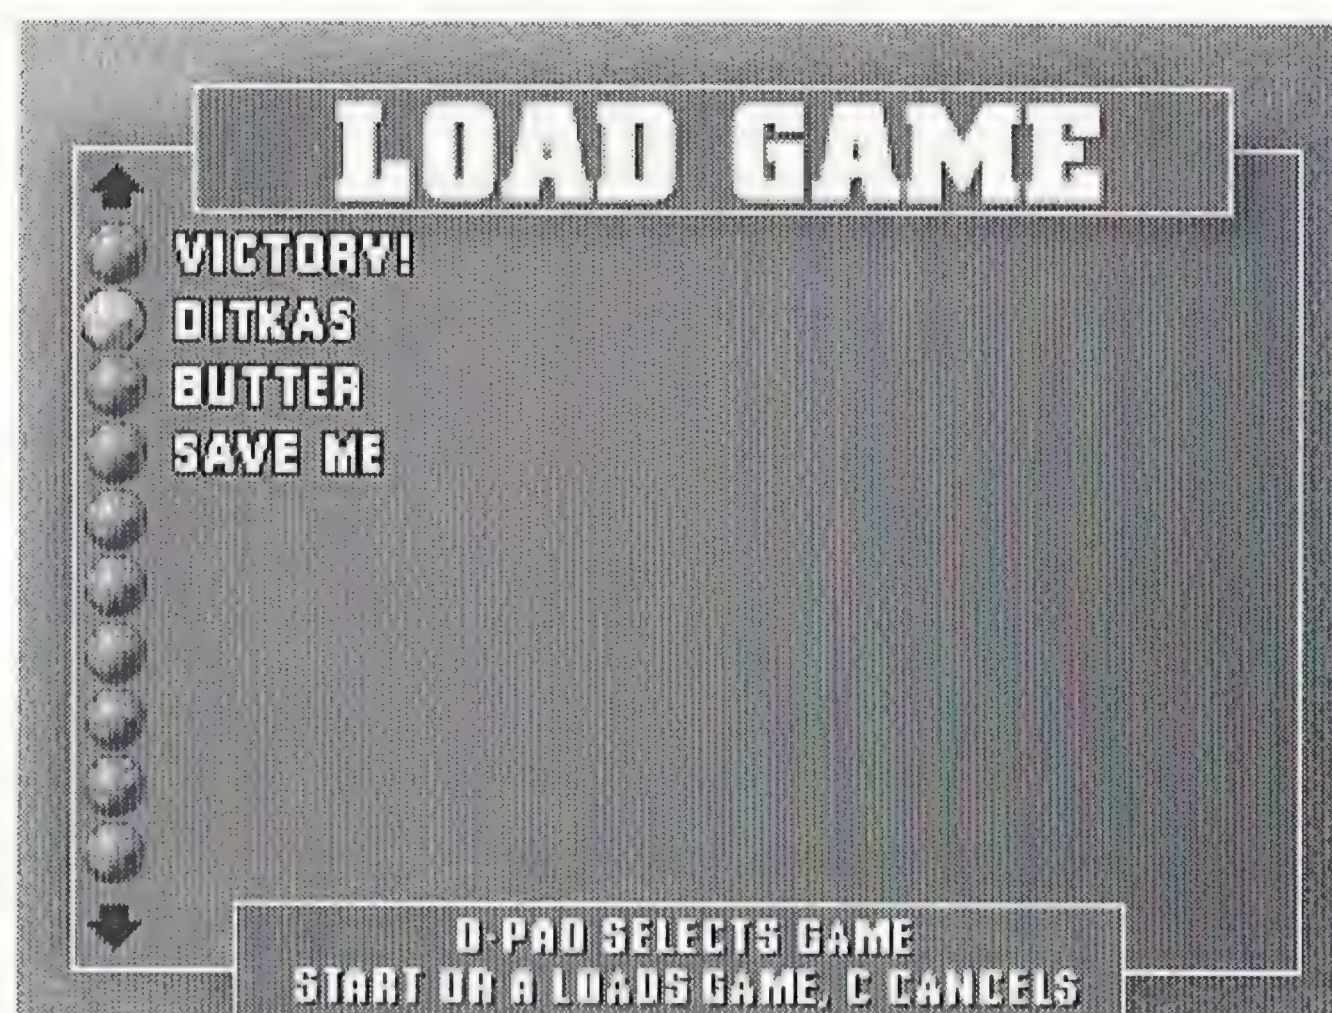 LOAD GAME
VICTORY!
DITKAS
BUTTER
SAVE ME
D-PAD SELECTS GAME
START OR A LOADS GAME, C CANCELS